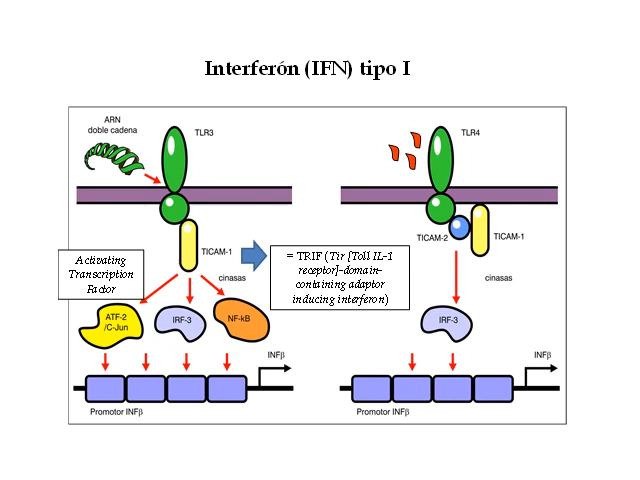 Interferón (IFN) tipo I
ARN
doble cadena
TLR3
TICAM-1
Activating
Transcription
Factor
= TRIF (Tir [Toll IL-1
receptor]-domain-
containing adaptor
inducing interferon)
cinasas
ATF-2
/C-Jun
IRF-3
NF-kB
INFβ
Promotor INFβ
TLR4
TICAM-2
TICAM-1
cinasas
IRF-3
INFβ
Promotor INFβ